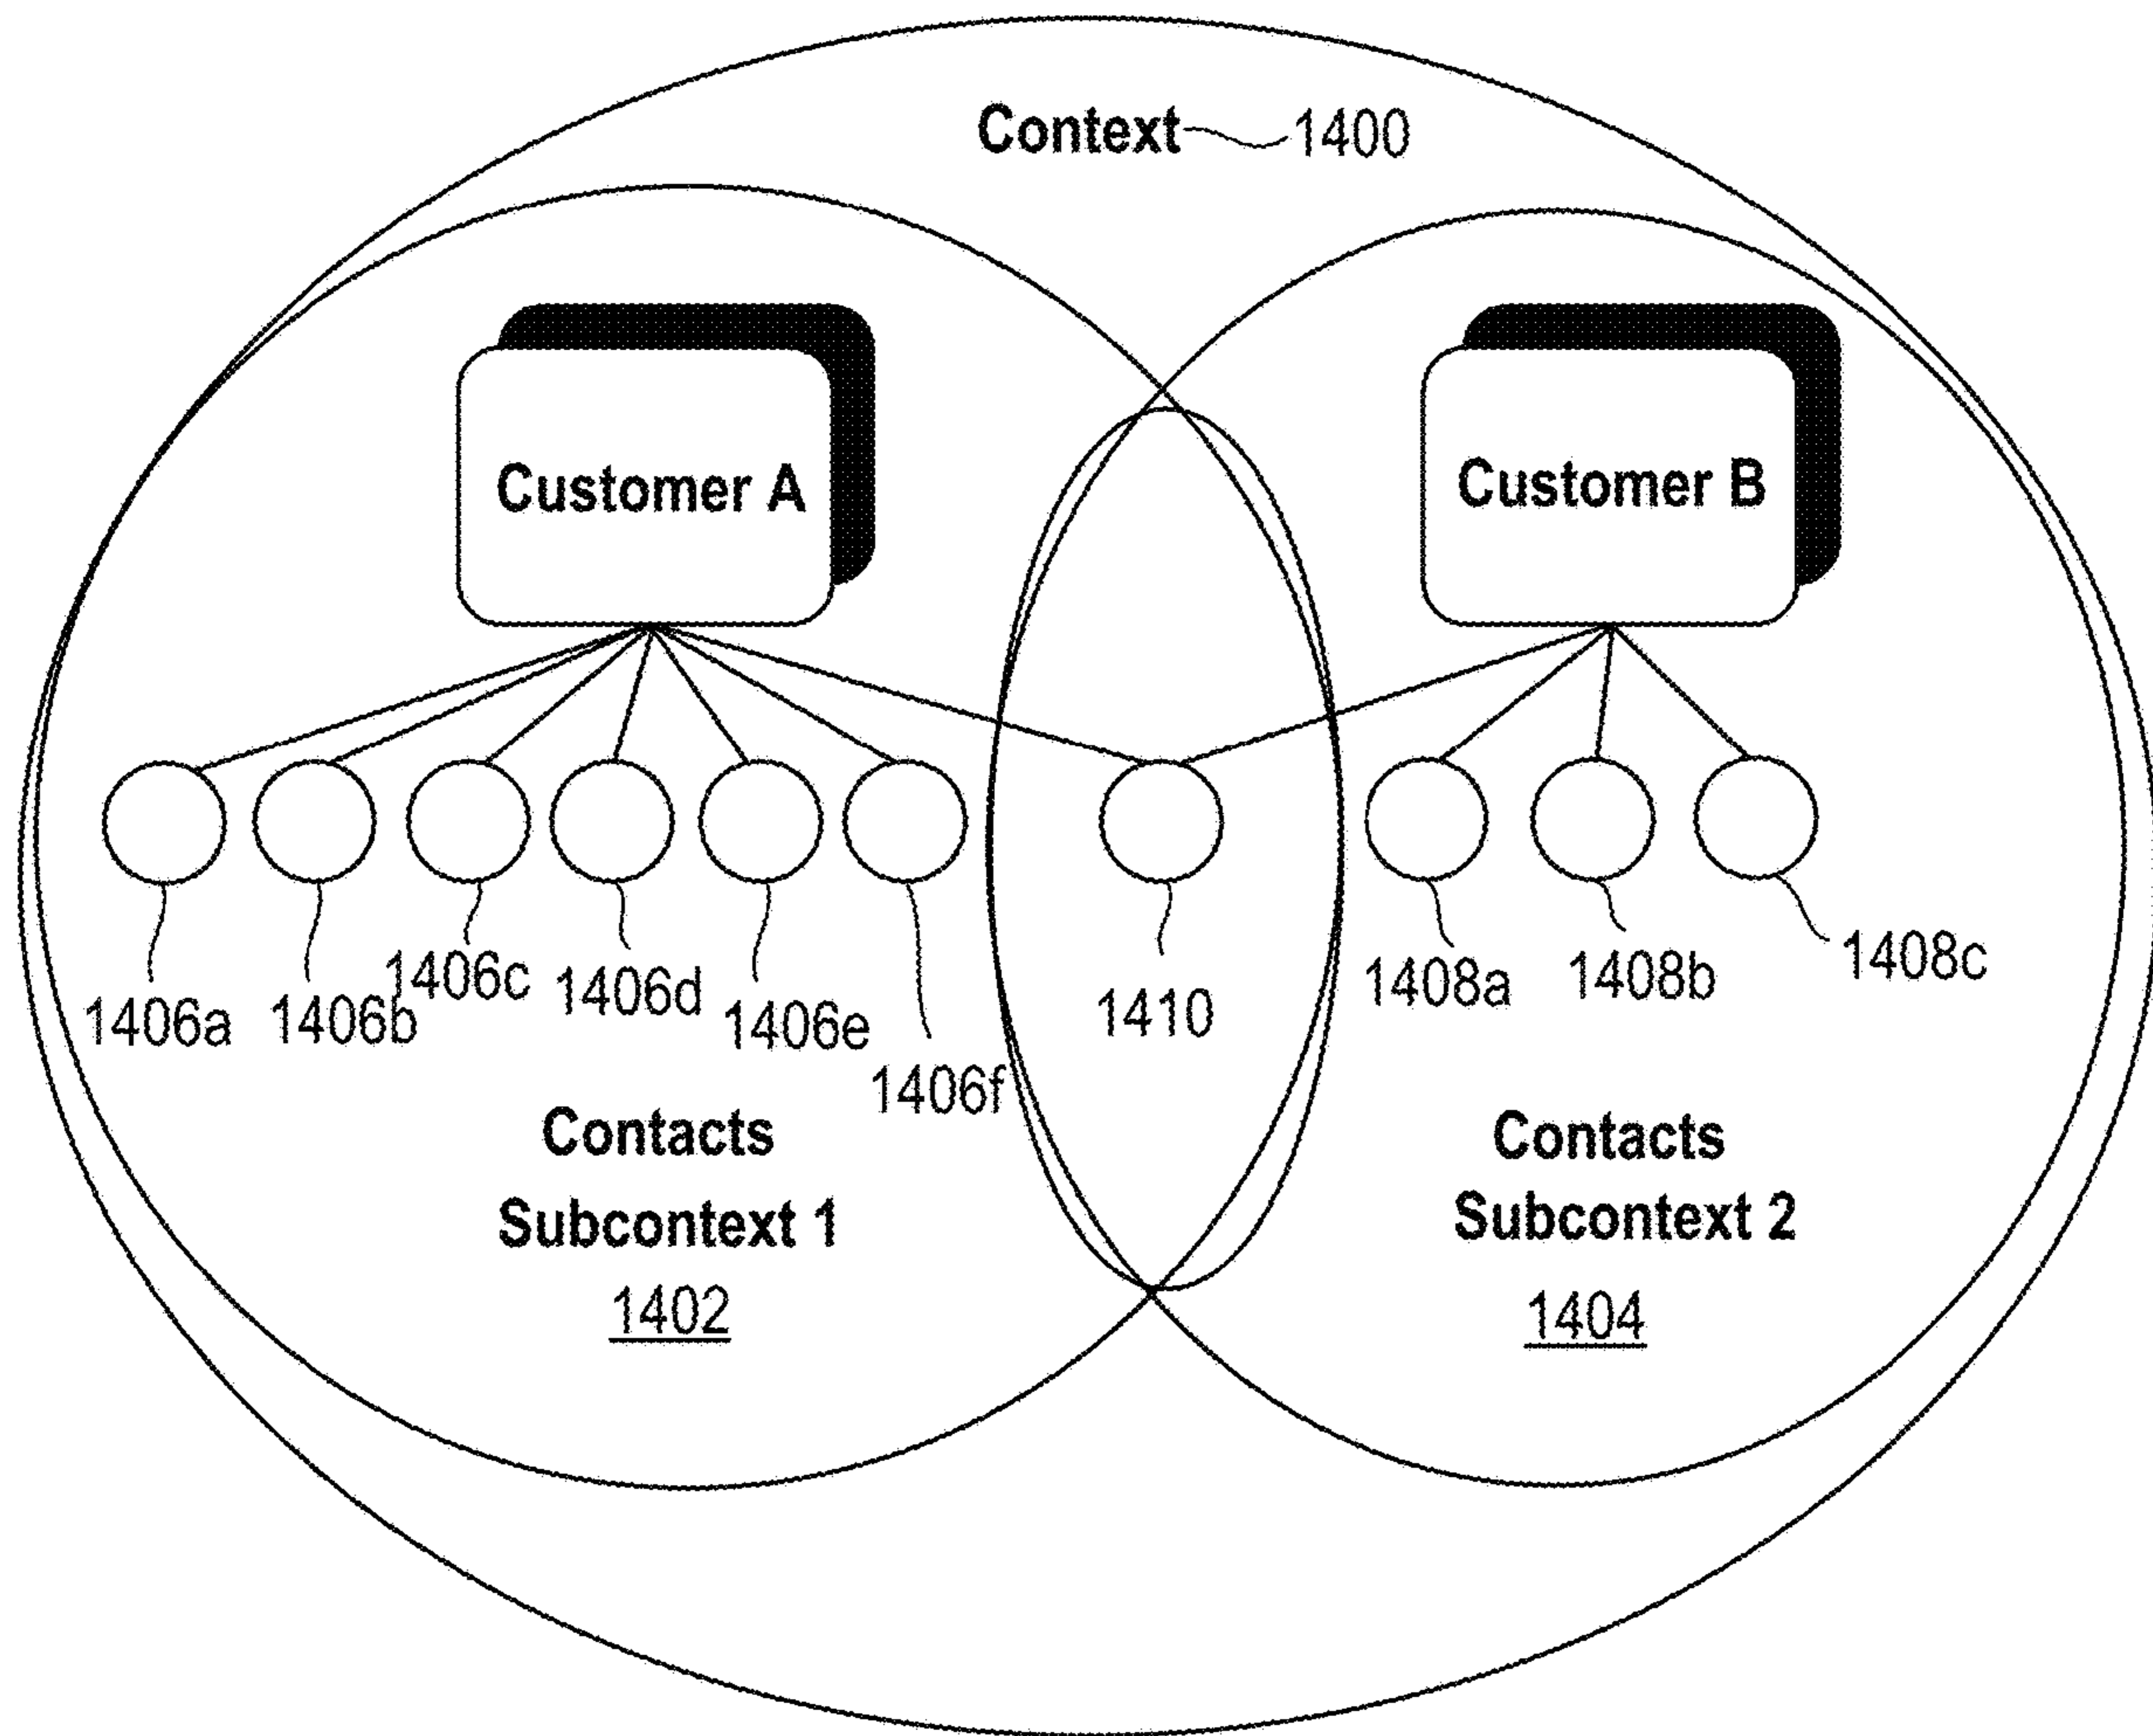 Context 1400
Customer A
Customer B
1406a
1406b
1406c
1406d
1406e
1406f
1410
1408a
1408b
1408c
Contacts
Subcontext 1
1402
Contacts
Subcontext 2
1404